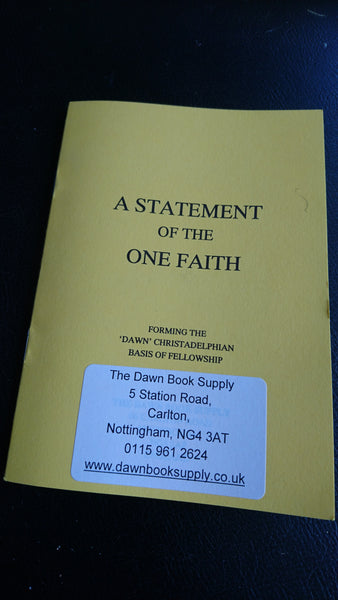 A STATEMENT
OF THE
ONE FAITH
FORMING THE
'DAWN' CHRISTADELPHIAN
BASIS OF FELLOWSHIP
The Dawn Book Supply
5 Station Road,
Carlton,
Nottingham, NG4 3AT
0115 961 2624
www.dawnbooksupply.co.uk